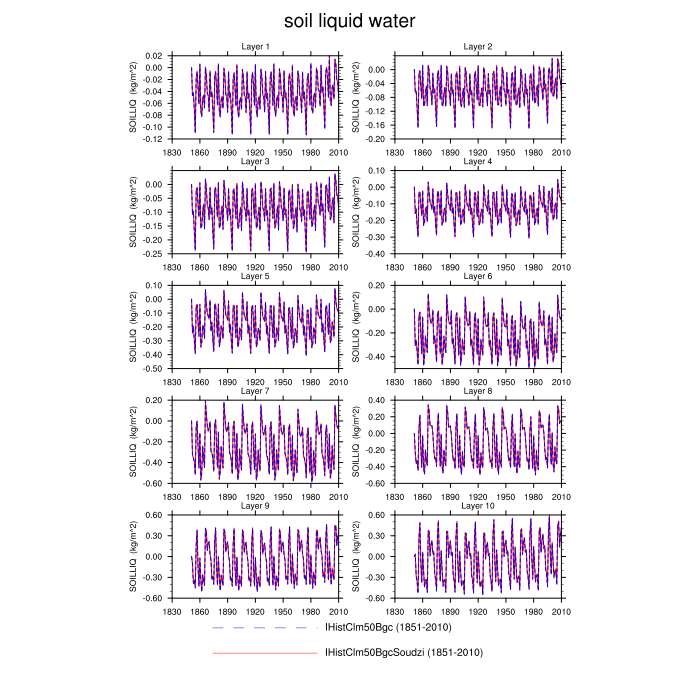 soil liquid water
Layer 1
Layer 2
SOILLIQ (kg/m^2)
0.02
0.00
-0.02
-0.04
-0.06
-0.08
-0.10
-0.12
1830 1860 1890 1920 1950 1980 2010
SOILLIQ (kg/m^2)
0.00
-0.04
-0.08
-0.12
-0.16
-0.20
1830 1860 1890 1920 1950 1980 2010
Layer 3
Layer 4
SOILLIQ (kg/m^2)
0.00
-0.05
-0.10
-0.15
-0.20
-0.25
1830 1860 1890 1920 1950 1980 2010
SOILLIQ (kg/m^2)
0.10
0.00
-0.10
-0.20
-0.30
-0.40
1830 1860 1890 1920 1950 1980 2010
Layer 5
Layer 6
SOILLIQ (kg/m^2)
0.10
0.00
-0.10
-0.20
-0.30
-0.40
-0.50
1830 1860 1890 1920 1950 1980 2010
SOILLIQ (kg/m^2)
0.20
0.00
-0.20
-0.40
1830 1860 1890 1920 1950 1980 2010
Layer 7
Layer 8
SOILLIQ (kg/m^2)
0.20
0.00
-0.20
-0.40
-0.60
1830 1860 1890 1920 1950 1980 2010
SOILLIQ (kg/m^2)
0.40
0.20
0.00
-0.20
-0.40
-0.60
1830 1860 1890 1920 1950 1980 2010
Layer 9
Layer 10
SOILLIQ (kg/m^2)
0.60
0.30
0.00
-0.30
-0.60
1830 1860 1890 1920 1950 1980 2010
SOILLIQ (kg/m^2)
0.60
0.30
0.00
-0.30
-0.60
1830 1860 1890 1920 1950 1980 2010
IHistClm50Bgc (1851-2010)
IHistClm50BgcSoudzi (1851-2010)